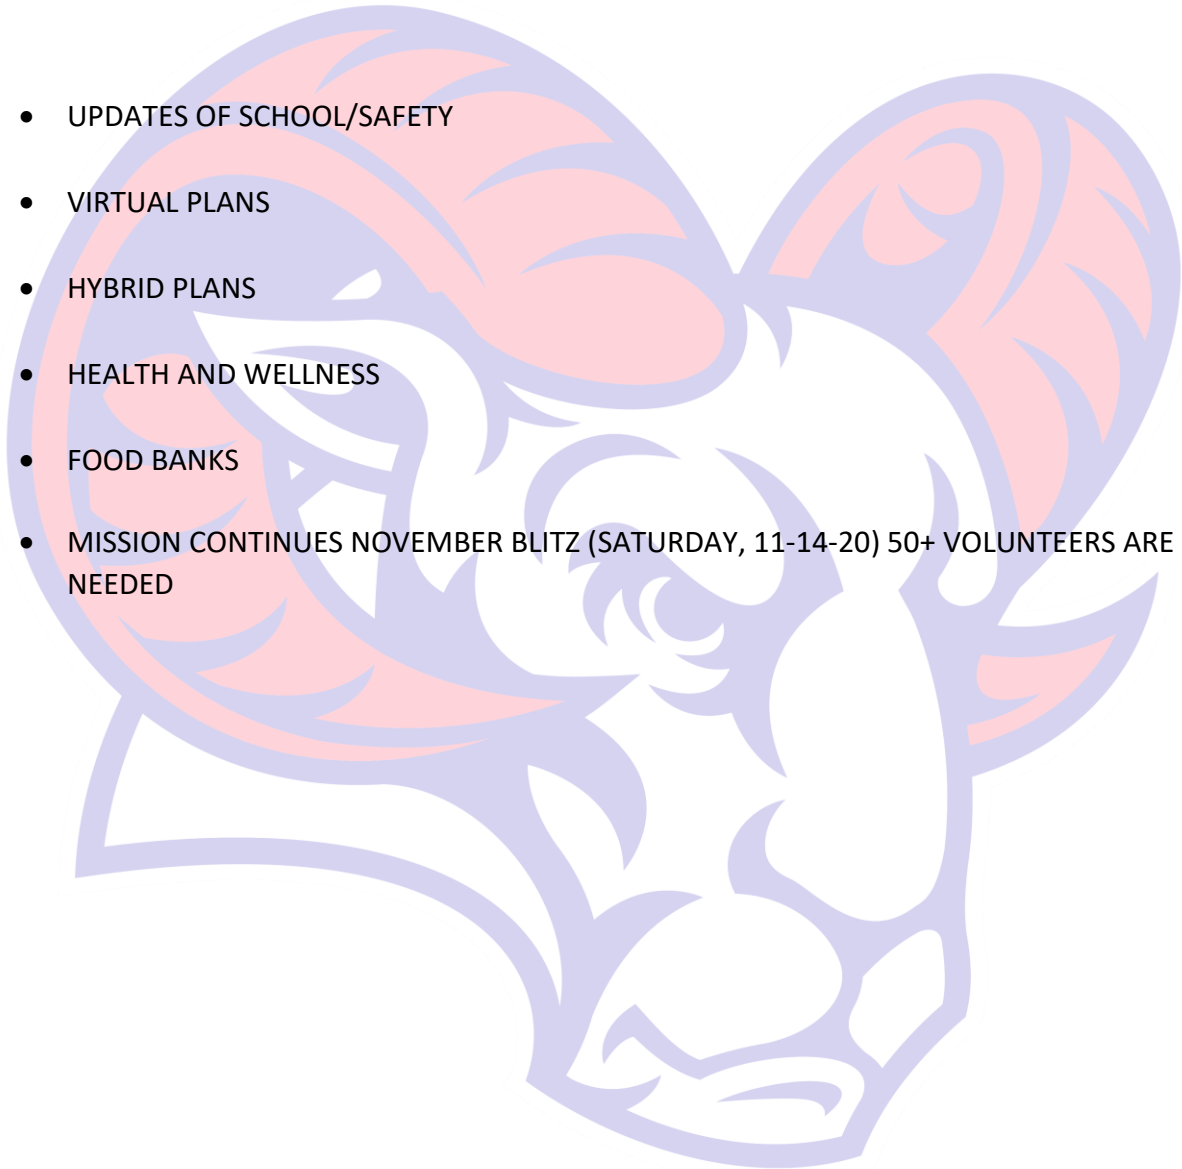 • UPDATES OF SCHOOL/SAFETY
• VIRTUAL PLANS
• HYBRID PLANS
• HEALTH AND WELLNESS
• FOOD BANKS
• MISSION CONTINUES NOVEMBER BLITZ (SATURDAY, 11-14-20) 50+ VOLUNTEERS ARE
NEEDED